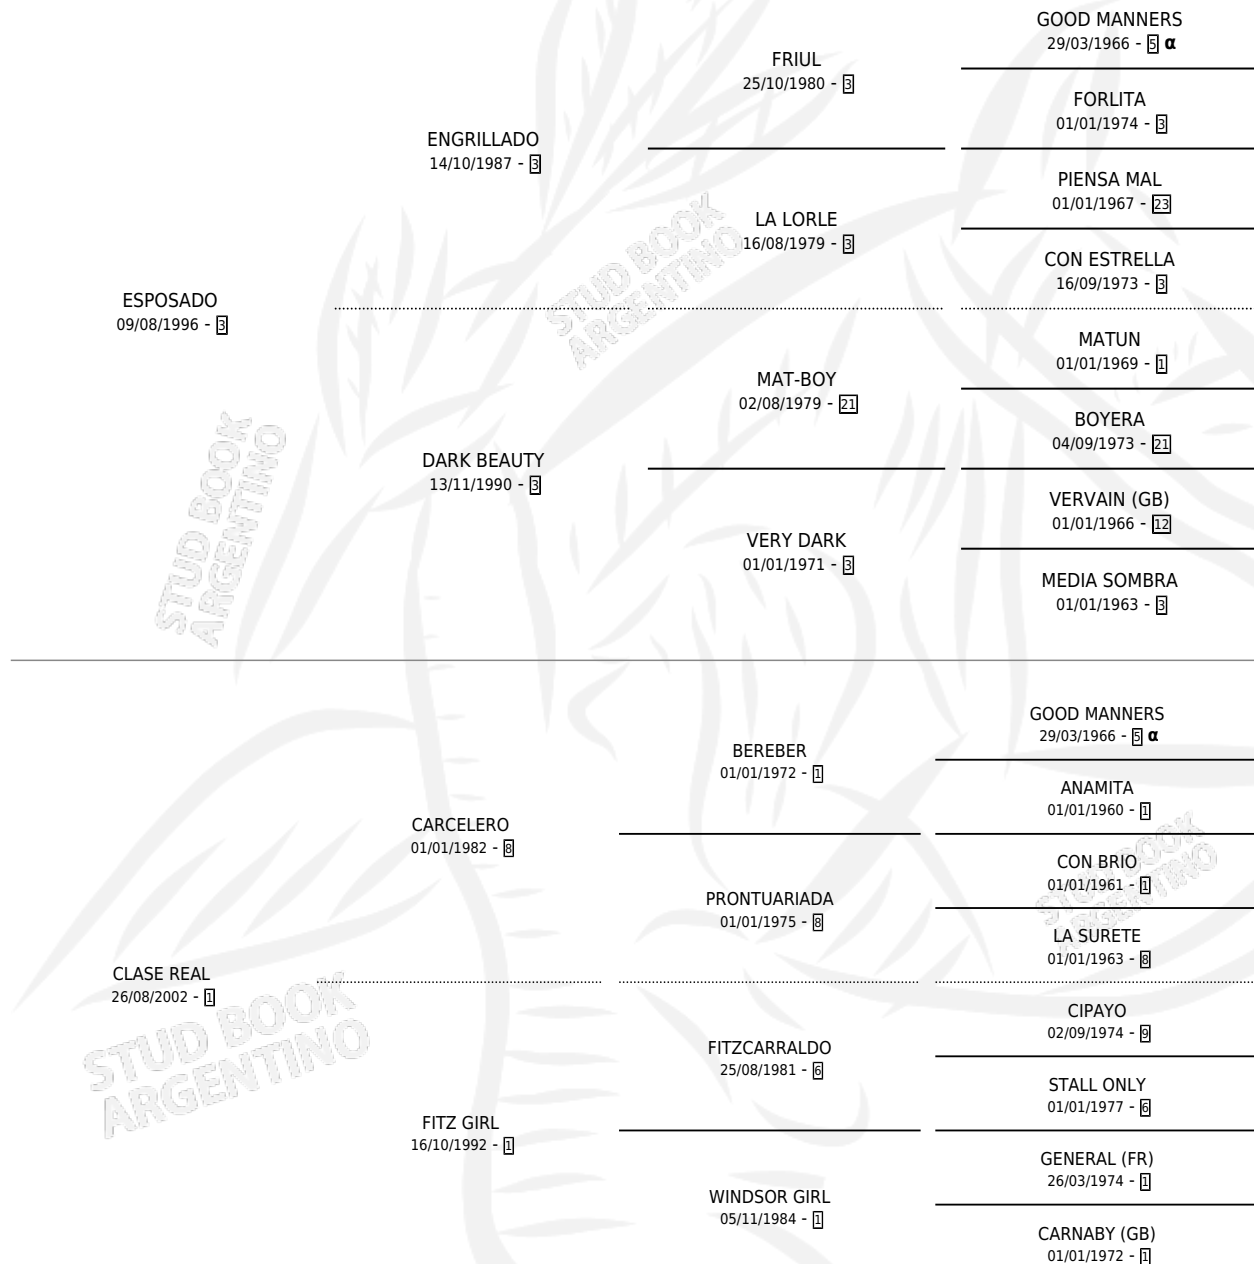 GOOD MANNERS
29/03/1966 - 5 α
FRIUL
25/10/1980 - 3
FORLITA
01/01/1974 - 3
ENGRILLADO
14/10/1987 - 3
PIENSA MAL
01/01/1967 - 23
LA LORLE
16/08/1979 - 3
CON ESTRELLA
16/09/1973 - 3
ESPOSADO
09/08/1996 - 3
MATUN
01/01/1969 - 1
MAT-BOY
02/08/1979 - 21
BOYERA
04/09/1973 - 21
DARK BEAUTY
13/11/1990 - 3
VERVAIN (GB)
01/01/1966 - 12
VERY DARK
01/01/1971 - 3
MEDIA SOMBRA
01/01/1963 - 3
GOOD MANNERS
29/03/1966 - 5 α
BEREBER
01/01/1972 - 1
ANAMITA
01/01/1960 - 1
CARCELERO
01/01/1982 - 8
CON BRIO
01/01/1961 - 1
PRONTUARIADA
01/01/1975 - 8
LA SURETE
01/01/1963 - 8
CLASE REAL
26/08/2002 - 1
CIPAYO
02/09/1974 - 9
FITZCARRALDO
25/08/1981 - 6
STALL ONLY
01/01/1977 - 6
FITZ GIRL
16/10/1992 - 1
GENERAL (FR)
26/03/1974 - 1
WINDSOR GIRL
05/11/1984 - 1
CARNABY (GB)
01/01/1972 - 1
STUD BOOK
ARGENTINO
STUD BOOK
ARGENTINO
STUD BOOK
ARGENTINO
STUD BOOK
ARGENTINO